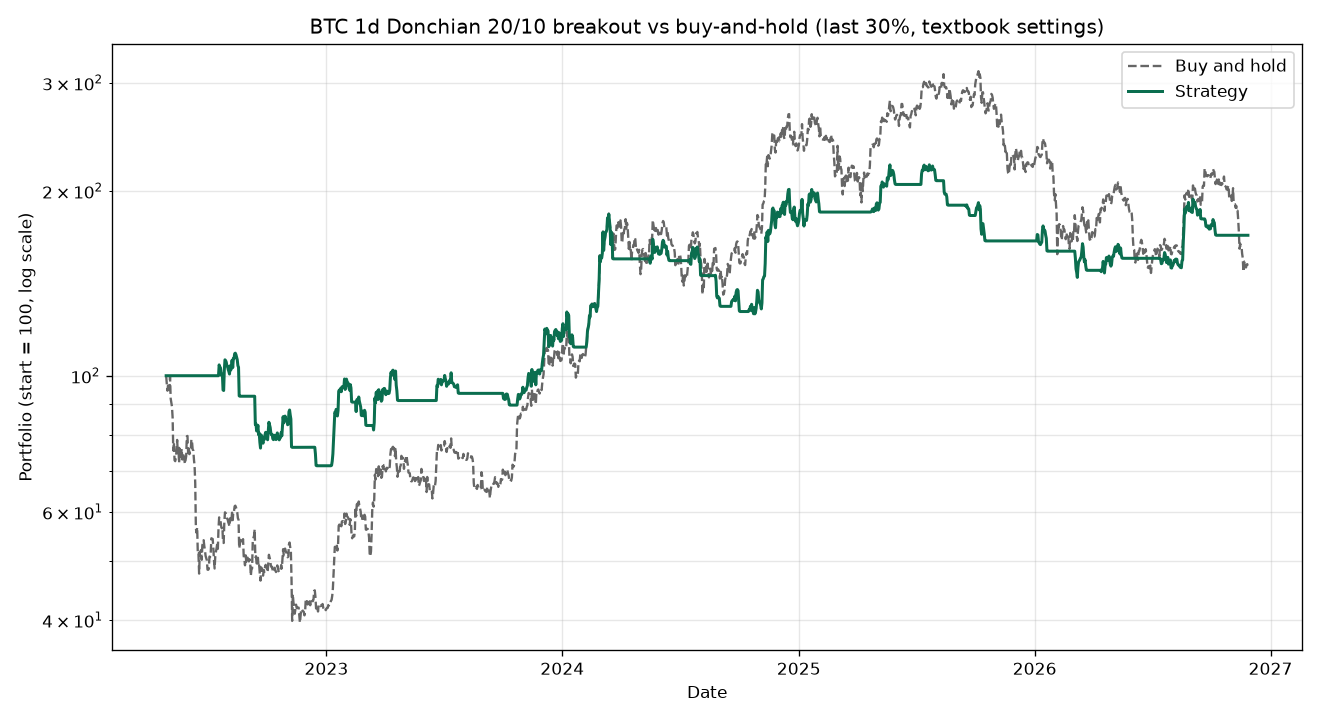 BTC 1d Donchian 20/10 breakout vs buy-and-hold (last 30%, textbook settings)
Buy and hold
Strategy
Portfolio (start = 100, log scale)
3 × 10²
2 × 10²
10²
6 × 10¹
4 × 10¹
2023 2024 2025 2026 2027
Date